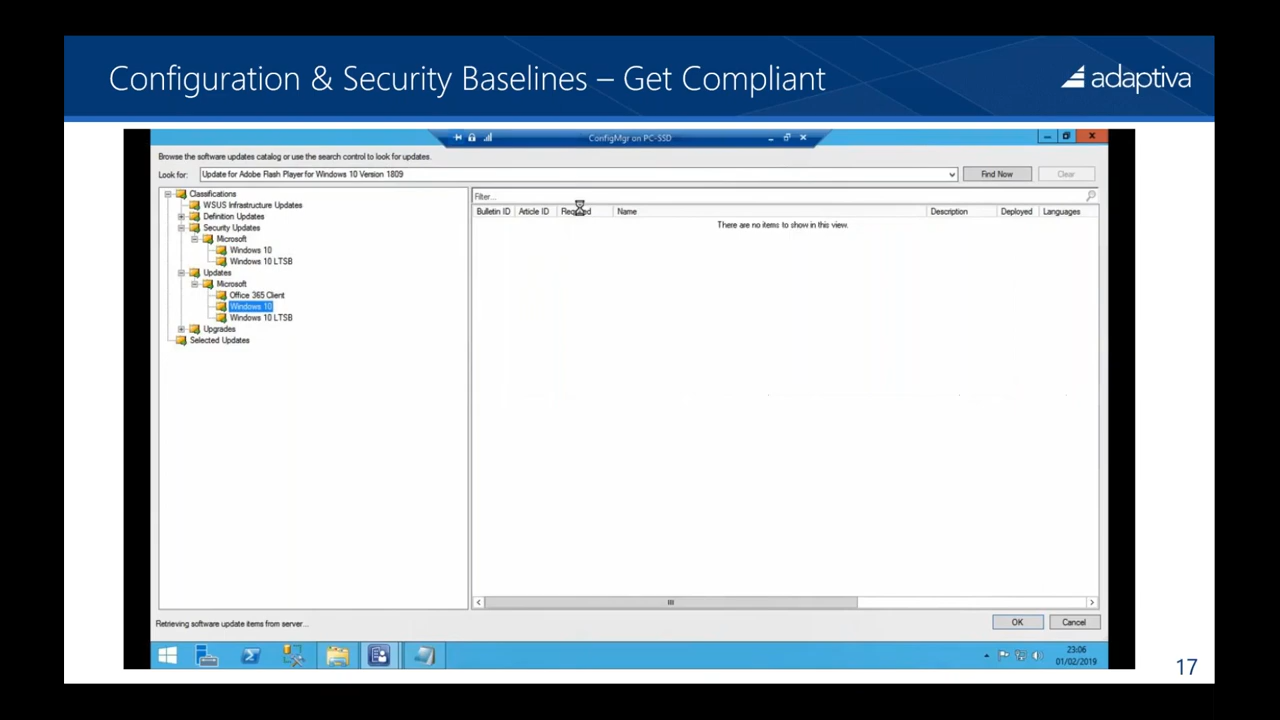 Configuration & Security Baselines – Get Compliant
adaptiva
ConfigMgr on PC-SSD
Browse the software updates catalog or use the search control to look for updates.
Look for: Update for Adobe Flash Player for Windows 10 Version 1809 Find Now Clear
Classifications
WSUS Infrastructure Updates
Definition Updates
Security Updates
Microsoft
Windows 10
Windows 10 LTSB
Updates
Microsoft
Office 365 Client
Windows 10
Windows 10 LTSB
Upgrades
Selected Updates
Filter...
Bulletin ID Article ID Required Name Description Deployed Languages
There are no items to show in this view.
Retrieving software update items from server...
OK Cancel
23:06
01/02/2019
17